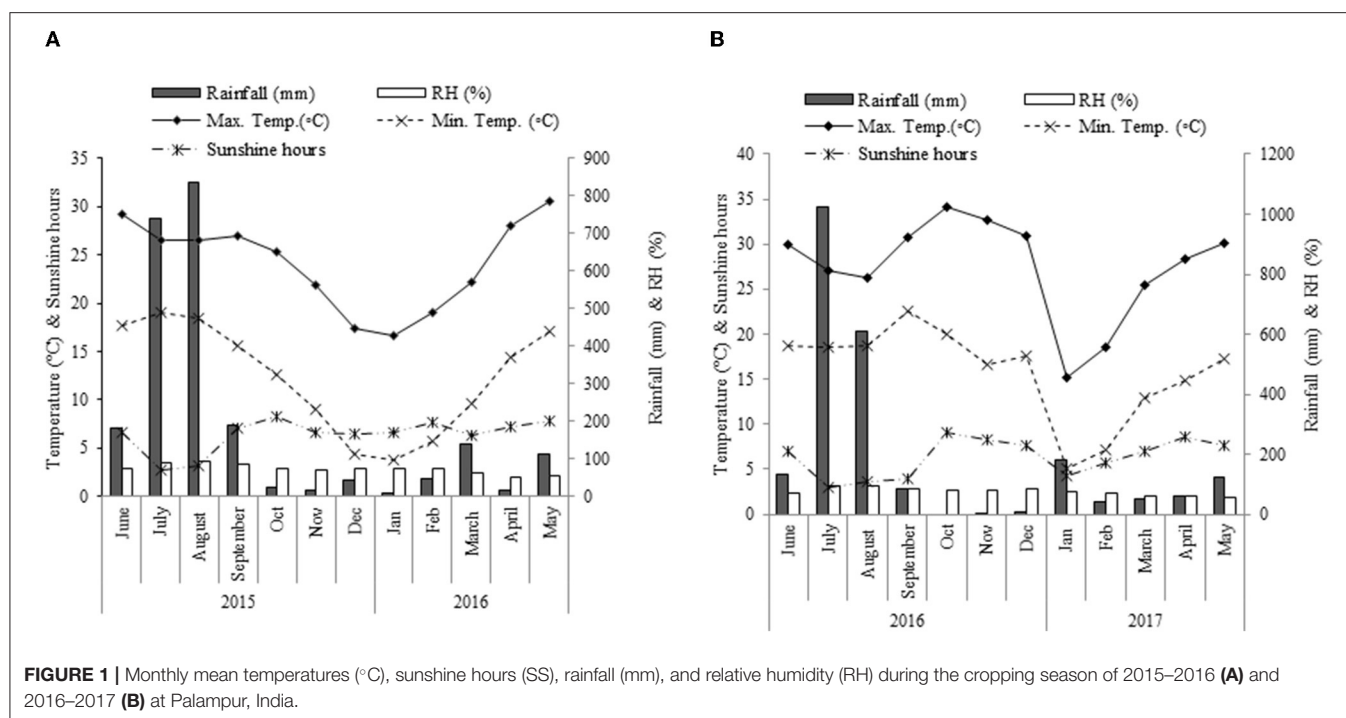 A
Rainfall (mm) RH (%)
Max. Temp.(°C) Min. Temp. (°C)
Sunshine hours
Temperature (°C) & Sunshine hours
35
30
25
20
15
10
5
0
900
800
700
600
500
400
300
200
100
0
Rainfall (mm) & RH (%)
June July August September Oct Nov Dec Jan Feb March April May
2015 2016
B
Rainfall (mm) RH (%)
Max. Temp.(°C) Min. Temp. (°C)
Sunshine hours
Temperature (°C) & Sunshine hours
40
35
30
25
20
15
10
5
0
1200
1000
800
600
400
200
0
Rainfall (mm) & RH (%)
June July August September Oct Nov Dec Jan Feb March April May
2016 2017
FIGURE 1 | Monthly mean temperatures (°C), sunshine hours (SS), rainfall (mm), and relative humidity (RH) during the cropping season of 2015–2016 (A) and
2016–2017 (B) at Palampur, India.